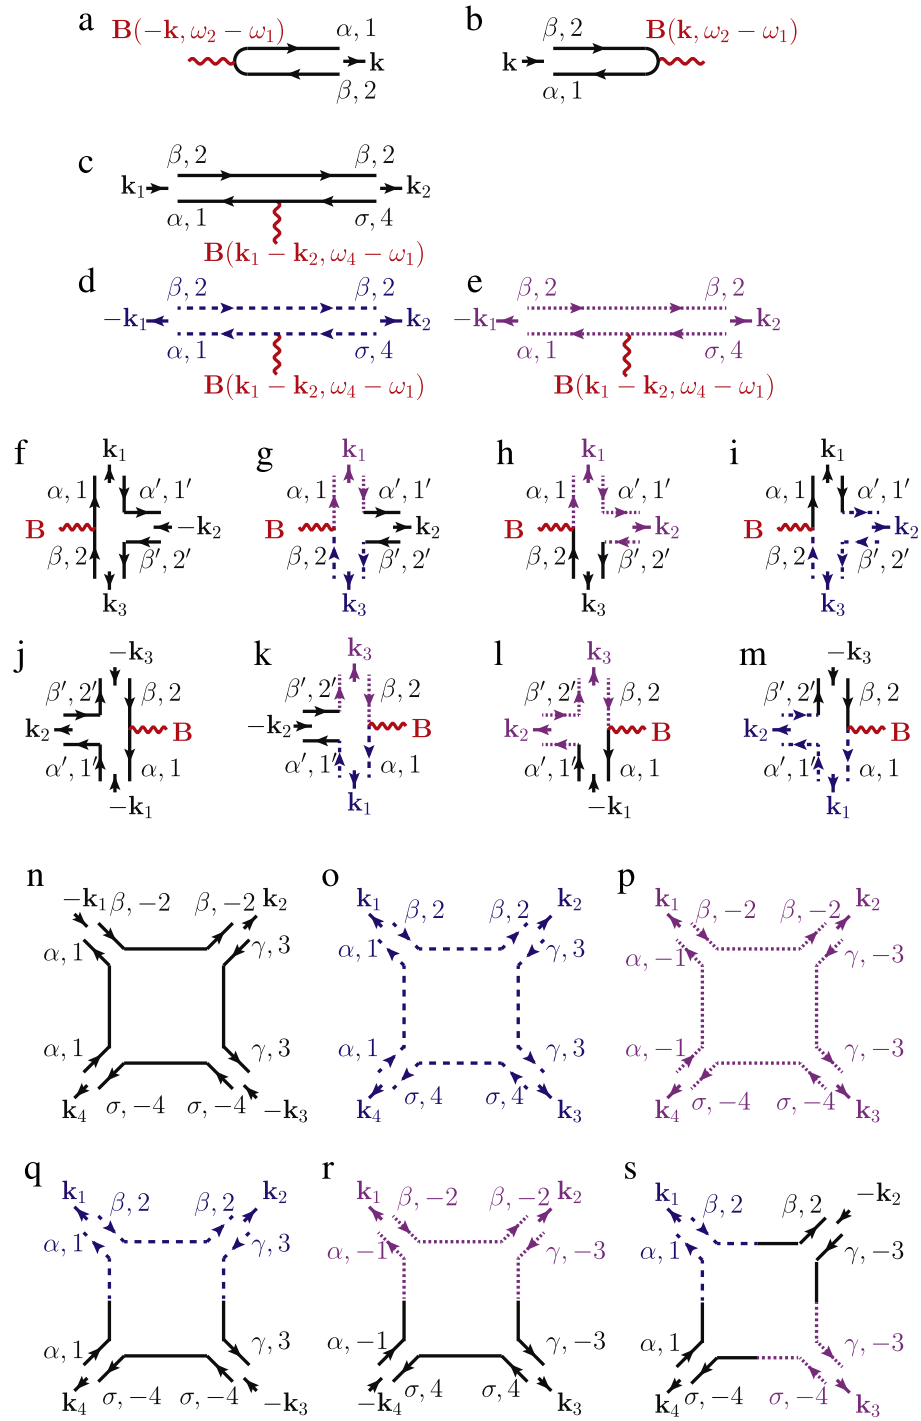 a B(−k, ω₂ − ω₁) α, 1 k β, 2
b β, 2 B(k, ω₂ − ω₁) k α, 1
c β, 2 β, 2 k₁ k₂ α, 1 σ, 4
B(k₁ − k₂, ω₄ − ω₁)
d β, 2 β, 2 −k₁ k₂ α, 1 σ, 4
B(k₁ − k₂, ω₄ − ω₁)
e β, 2 β, 2 −k₁ k₂ α, 1 σ, 4
B(k₁ − k₂, ω₄ − ω₁)
f k₁ α, 1 α′, 1′ B −k₂ β, 2 β′, 2′ k₃
g k₁ α, 1 α′, 1′ B k₂ β, 2 β′, 2′ k₃
h k₁ α, 1 α′, 1′ B k₂ β, 2 β′, 2′ k₃
i k₁ α, 1 α′, 1′ B k₂ β, 2 β′, 2′ k₃
j −k₃ β′, 2′ β, 2 k₂ B α′, 1′ α, 1 −k₁
k k₃ β′, 2′ β, 2 −k₂ B α′, 1′ α, 1 k₁
l k₃ β′, 2′ β, 2 k₂ B α′, 1′ α, 1 −k₁
m −k₃ β′, 2′ β, 2 k₂ B α′, 1′ α, 1 k₁
n −k₁ β, −2 β, −2 k₂ α, 1 γ, 3
α, 1 γ, 3 k₄ σ, −4 σ, −4 −k₃
o k₁ β, 2 β, 2 k₂ α, 1 γ, 3
α, 1 γ, 3 k₄ σ, 4 σ, 4 k₃
p k₁ β, −2 β, −2 k₂ α, −1 γ, −3
α, −1 γ, −3 k₄ σ, −4 σ, −4 k₃
q k₁ β, 2 β, 2 k₂ α, 1 γ, 3
α, 1 γ, 3 k₄ σ, −4 σ, −4 −k₃
r k₁ β, −2 β, −2 k₂ α, −1 γ, −3
α, −1 γ, −3 −k₄ σ, 4 σ, 4 k₃
s k₁ β, 2 β, 2 −k₂ α, 1 γ, −3
α, 1 γ, −3 k₄ σ, −4 σ, −4 k₃